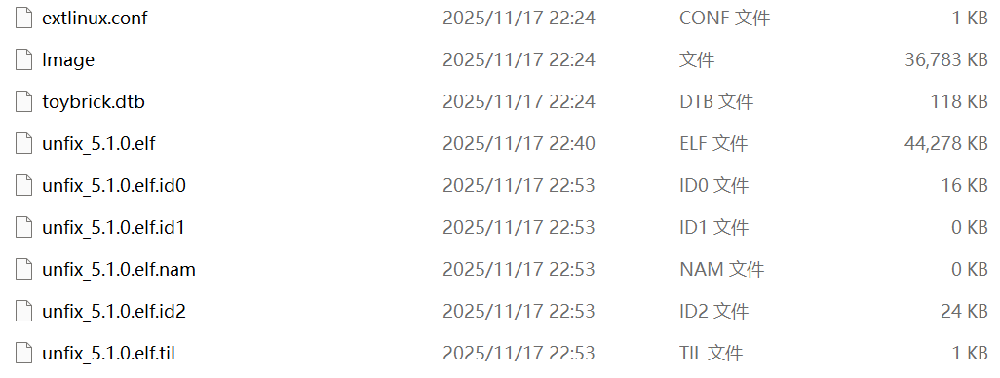 extlinux.conf 2025/11/17 22:24 CONF 文件 1 KB
Image 2025/11/17 22:24 文件 36,783 KB
toybrick.dtb 2025/11/17 22:24 DTB 文件 118 KB
unfix_5.1.0.elf 2025/11/17 22:40 ELF 文件 44,278 KB
unfix_5.1.0.elf.id0 2025/11/17 22:53 ID0 文件 16 KB
unfix_5.1.0.elf.id1 2025/11/17 22:53 ID1 文件 0 KB
unfix_5.1.0.elf.nam 2025/11/17 22:53 NAM 文件 0 KB
unfix_5.1.0.elf.id2 2025/11/17 22:53 ID2 文件 24 KB
unfix_5.1.0.elf.til 2025/11/17 22:53 TIL 文件 1 KB